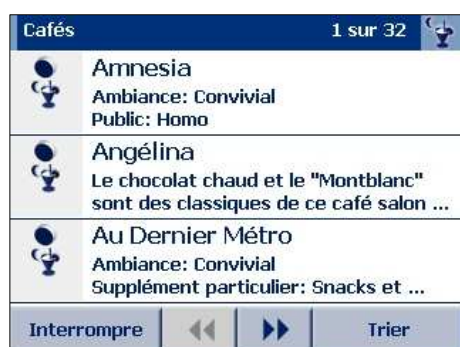 Cafés 1 sur 32
Amnesia
Ambiance: Convivial
Public: Homo
Angélina
Le chocolat chaud et le "Montblanc"
sont des classiques de ce café salon ...
Au Dernier Métro
Ambiance: Convivial
Supplément particulier: Snacks et ...
Interrompre Trier